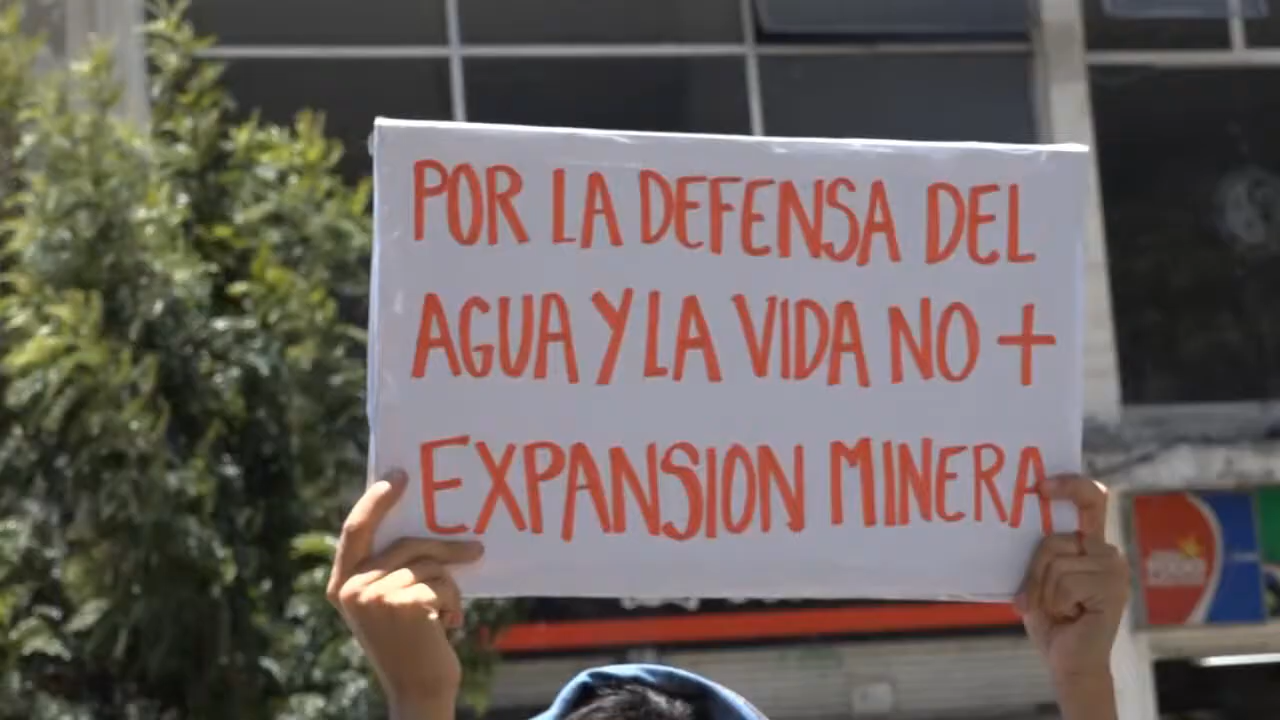 POR LA DEFENSA DEL
AGUA Y LA VIDA NO +
EXPANSION MINERA